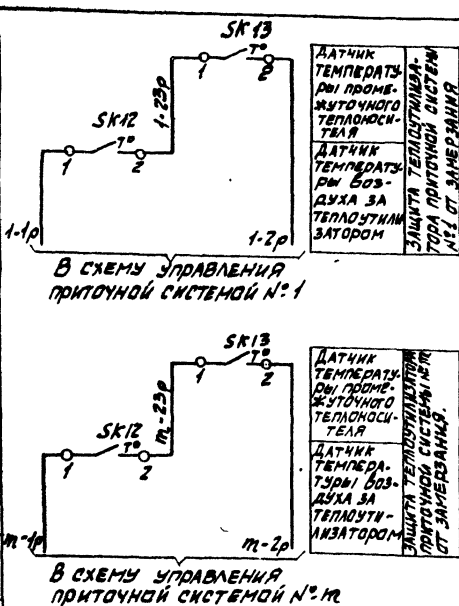 SK13
1 T° 2
1-23р
SK12
1 T° 2
1-1р
1-2р
В СХЕМУ УПРАВЛЕНИЯ
ПРИТОЧНОЙ СИСТЕМОЙ №1
ДАТЧИК
ТЕМПЕРАТУ-
РЫ ПРОМЕ-
ЖУТОЧНОГО
ТЕПЛОНОСИ-
ТЕЛЯ
ДАТЧИК
ТЕМПЕРАТУ-
РЫ ВОЗ-
ДУХА ЗА
ТЕПЛОУТИЛИ
ЗАТОРОМ
ЗАЩИТА ТЕПЛОУТИЛИЗА-
ТОРА ПРИТОЧНОЙ СИСТЕМЫ
№1 ОТ ЗАМЕРЗАНИЯ
SK13
1 T° 2
m-23р
SK12
1 T° 2
m-1р
m-2р
В СХЕМУ УПРАВЛЕНИЯ
ПРИТОЧНОЙ СИСТЕМОЙ №m
ДАТЧИК
ТЕМПЕРАТУ-
РЫ ПРОМЕ-
ЖУТОЧНОГО
ТЕПЛОНОСИ-
ТЕЛЯ
ДАТЧИК
ТЕМПЕРА-
ТУРЫ ВОЗ-
ДУХА ЗА
ТЕПЛОУТИ-
ЛИЗАТОРОМ
ЗАЩИТА ТЕПЛОУТИЛИЗАТОРА
ПРИТОЧНОЙ СИСТЕМЫ №m
ОТ ЗАМЕРЗАНИЯ.